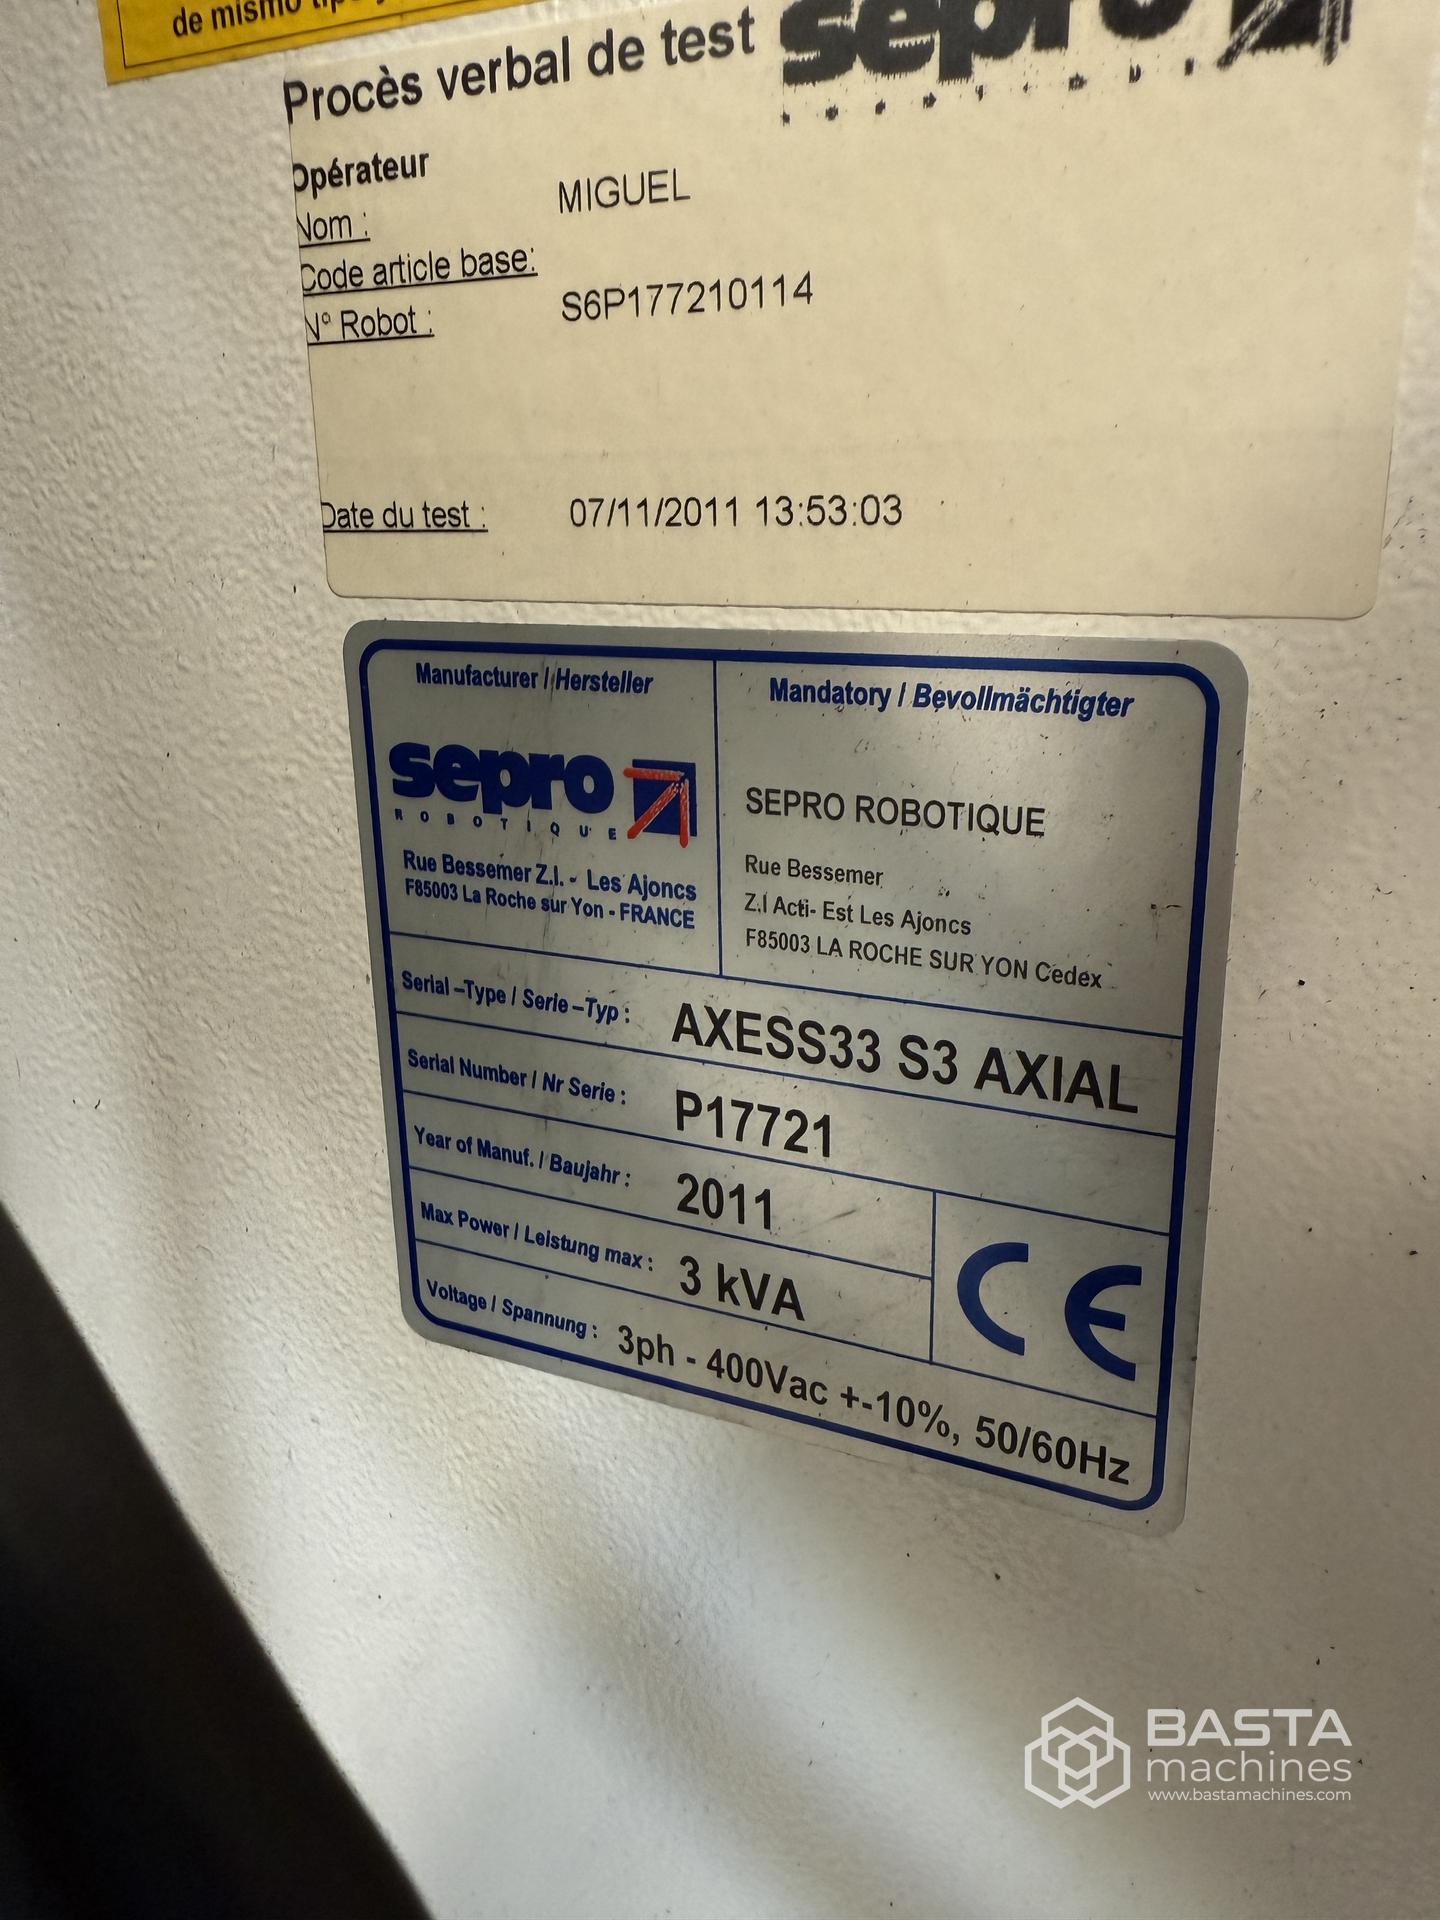 de mismo
Procès verbal de test sepro
Opérateur
Nom : MIGUEL
Code article base:
N° Robot : S6P177210114
Date du test : 07/11/2011 13:53:03
Manufacturer / Hersteller
sepro
ROBOTIQUE
Rue Bessemer Z.I. - Les Ajoncs
F85003 La Roche sur Yon - FRANCE
Mandatory / Bevollmächtigter
SEPRO ROBOTIQUE
Rue Bessemer
Z.I Acti- Est Les Ajoncs
F85003 LA ROCHE SUR YON Cedex
Serial –Type / Serie –Typ : AXESS33 S3 AXIAL
Serial Number / Nr Serie : P17721
Year of Manuf. / Baujahr : 2011
Max Power / Leistung max : 3 kVA
CE
Voltage / Spannung : 3ph - 400Vac +-10%, 50/60Hz
BASTA
machines
www.bastamachines.com